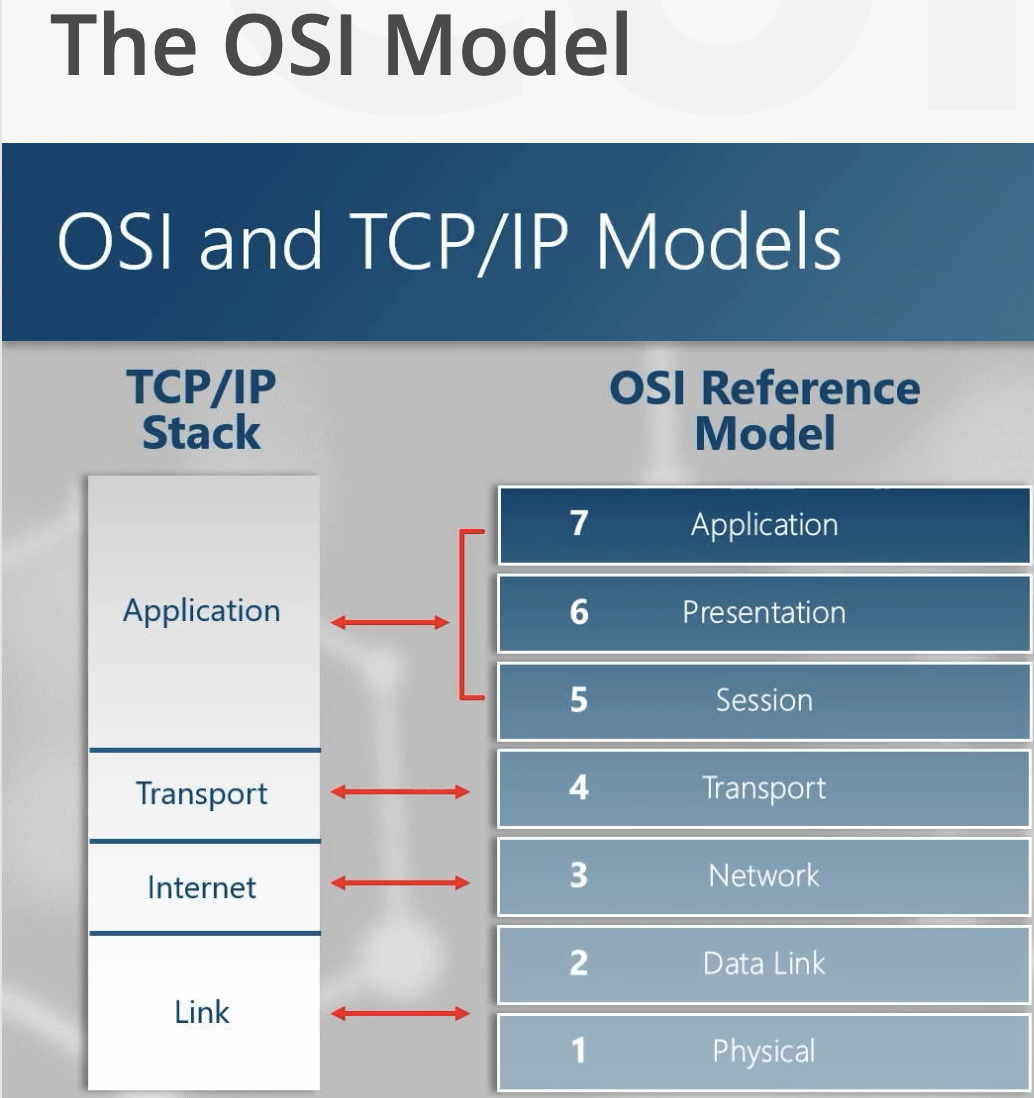 The OSI Model
OSI and TCP/IP Models
TCP/IP
Stack
Application
Transport
Internet
Link
OSI Reference
Model
7 Application
6 Presentation
5 Session
4 Transport
3 Network
2 Data Link
1 Physical